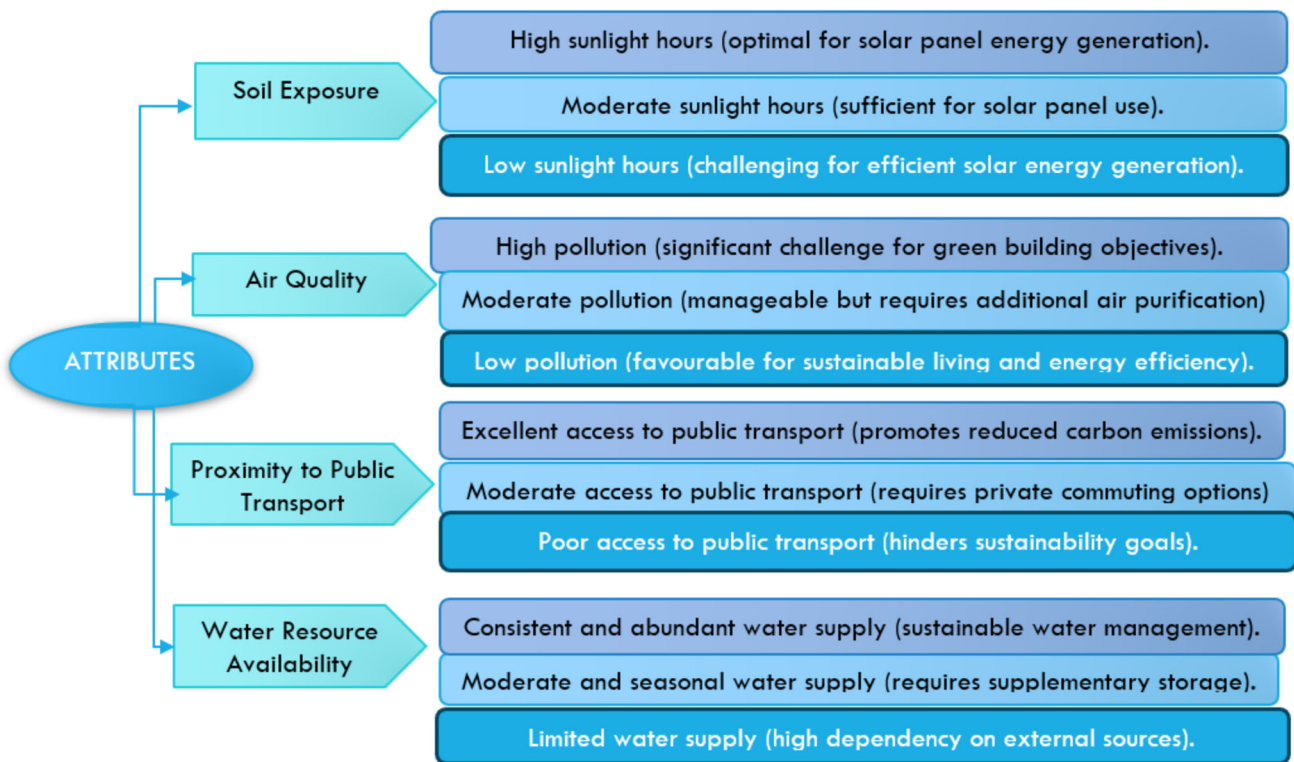 ATTRIBUTES
Soil Exposure
High sunlight hours (optimal for solar panel energy generation).
Moderate sunlight hours (sufficient for solar panel use).
Low sunlight hours (challenging for efficient solar energy generation).
Air Quality
High pollution (significant challenge for green building objectives).
Moderate pollution (manageable but requires additional air purification)
Low pollution (favourable for sustainable living and energy efficiency).
Proximity to Public
Transport
Excellent access to public transport (promotes reduced carbon emissions).
Moderate access to public transport (requires private commuting options)
Poor access to public transport (hinders sustainability goals).
Water Resource
Availability
Consistent and abundant water supply (sustainable water management).
Moderate and seasonal water supply (requires supplementary storage).
Limited water supply (high dependency on external sources).